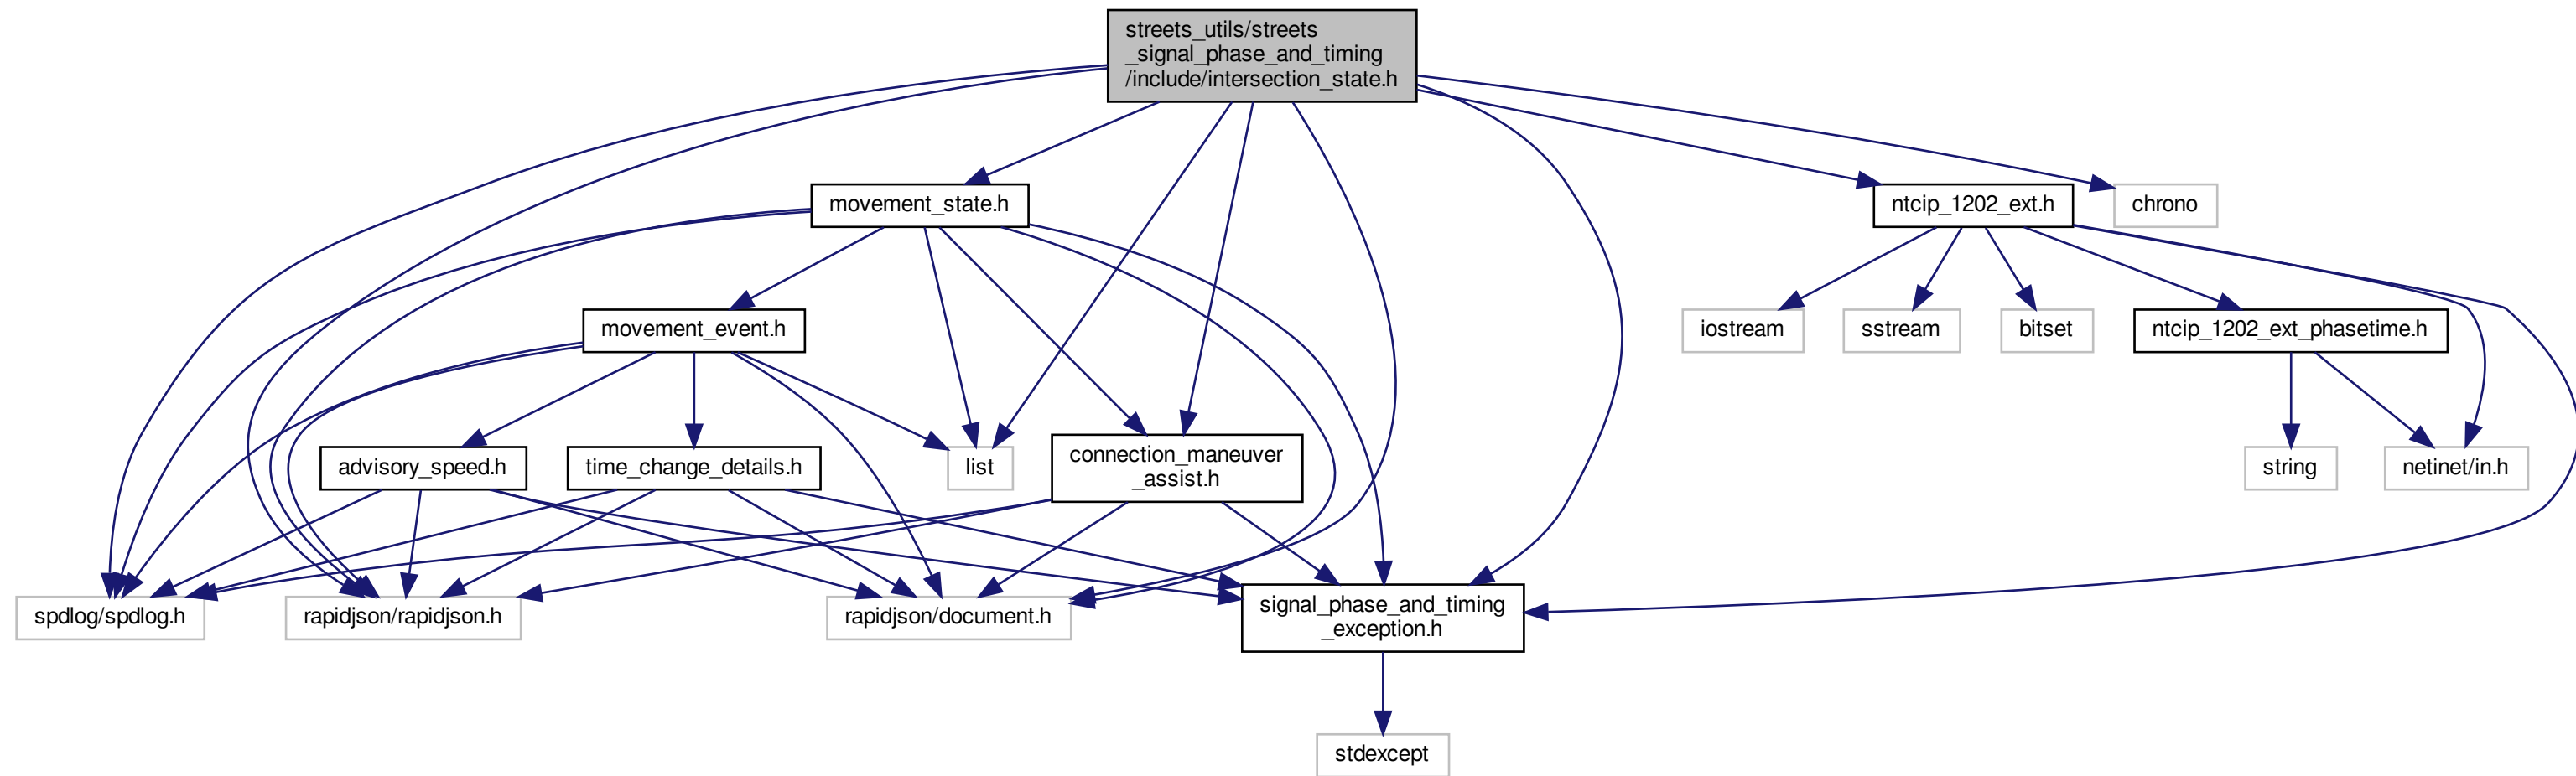 streets_utils/streets
_signal_phase_and_timing
/include/intersection_state.h
movement_state.h
ntcip_1202_ext.h
chrono
movement_event.h
iostream
sstream
bitset
ntcip_1202_ext_phasetime.h
advisory_speed.h
time_change_details.h
list
connection_maneuver
_assist.h
string
netinet/in.h
spdlog/spdlog.h
rapidjson/rapidjson.h
rapidjson/document.h
signal_phase_and_timing
_exception.h
stdexcept